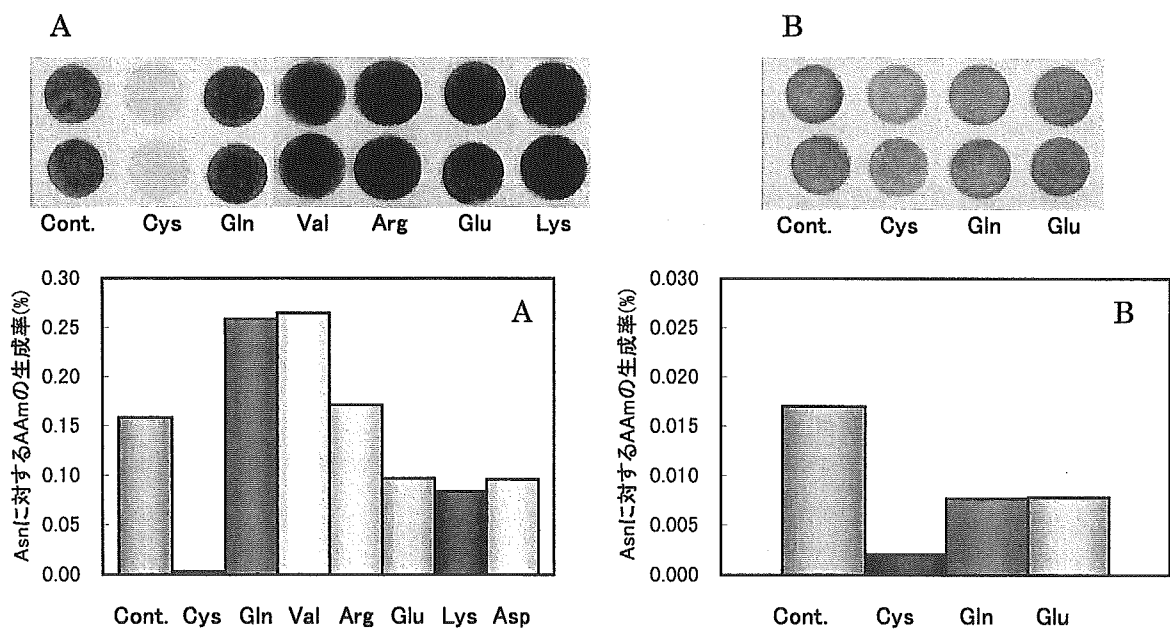 A
B
Cont. Cys Gln Val Arg Glu Lys
Cont. Cys Gln Glu
Asnに対するAAmの生成率(%)
0.30
0.25
0.20
0.15
0.10
0.05
0.00
A
Cont. Cys Gln Val Arg Glu Lys Asp
Asnに対するAAmの生成率(%)
0.030
0.025
0.020
0.015
0.010
0.005
0.000
B
Cont. Cys Gln Glu